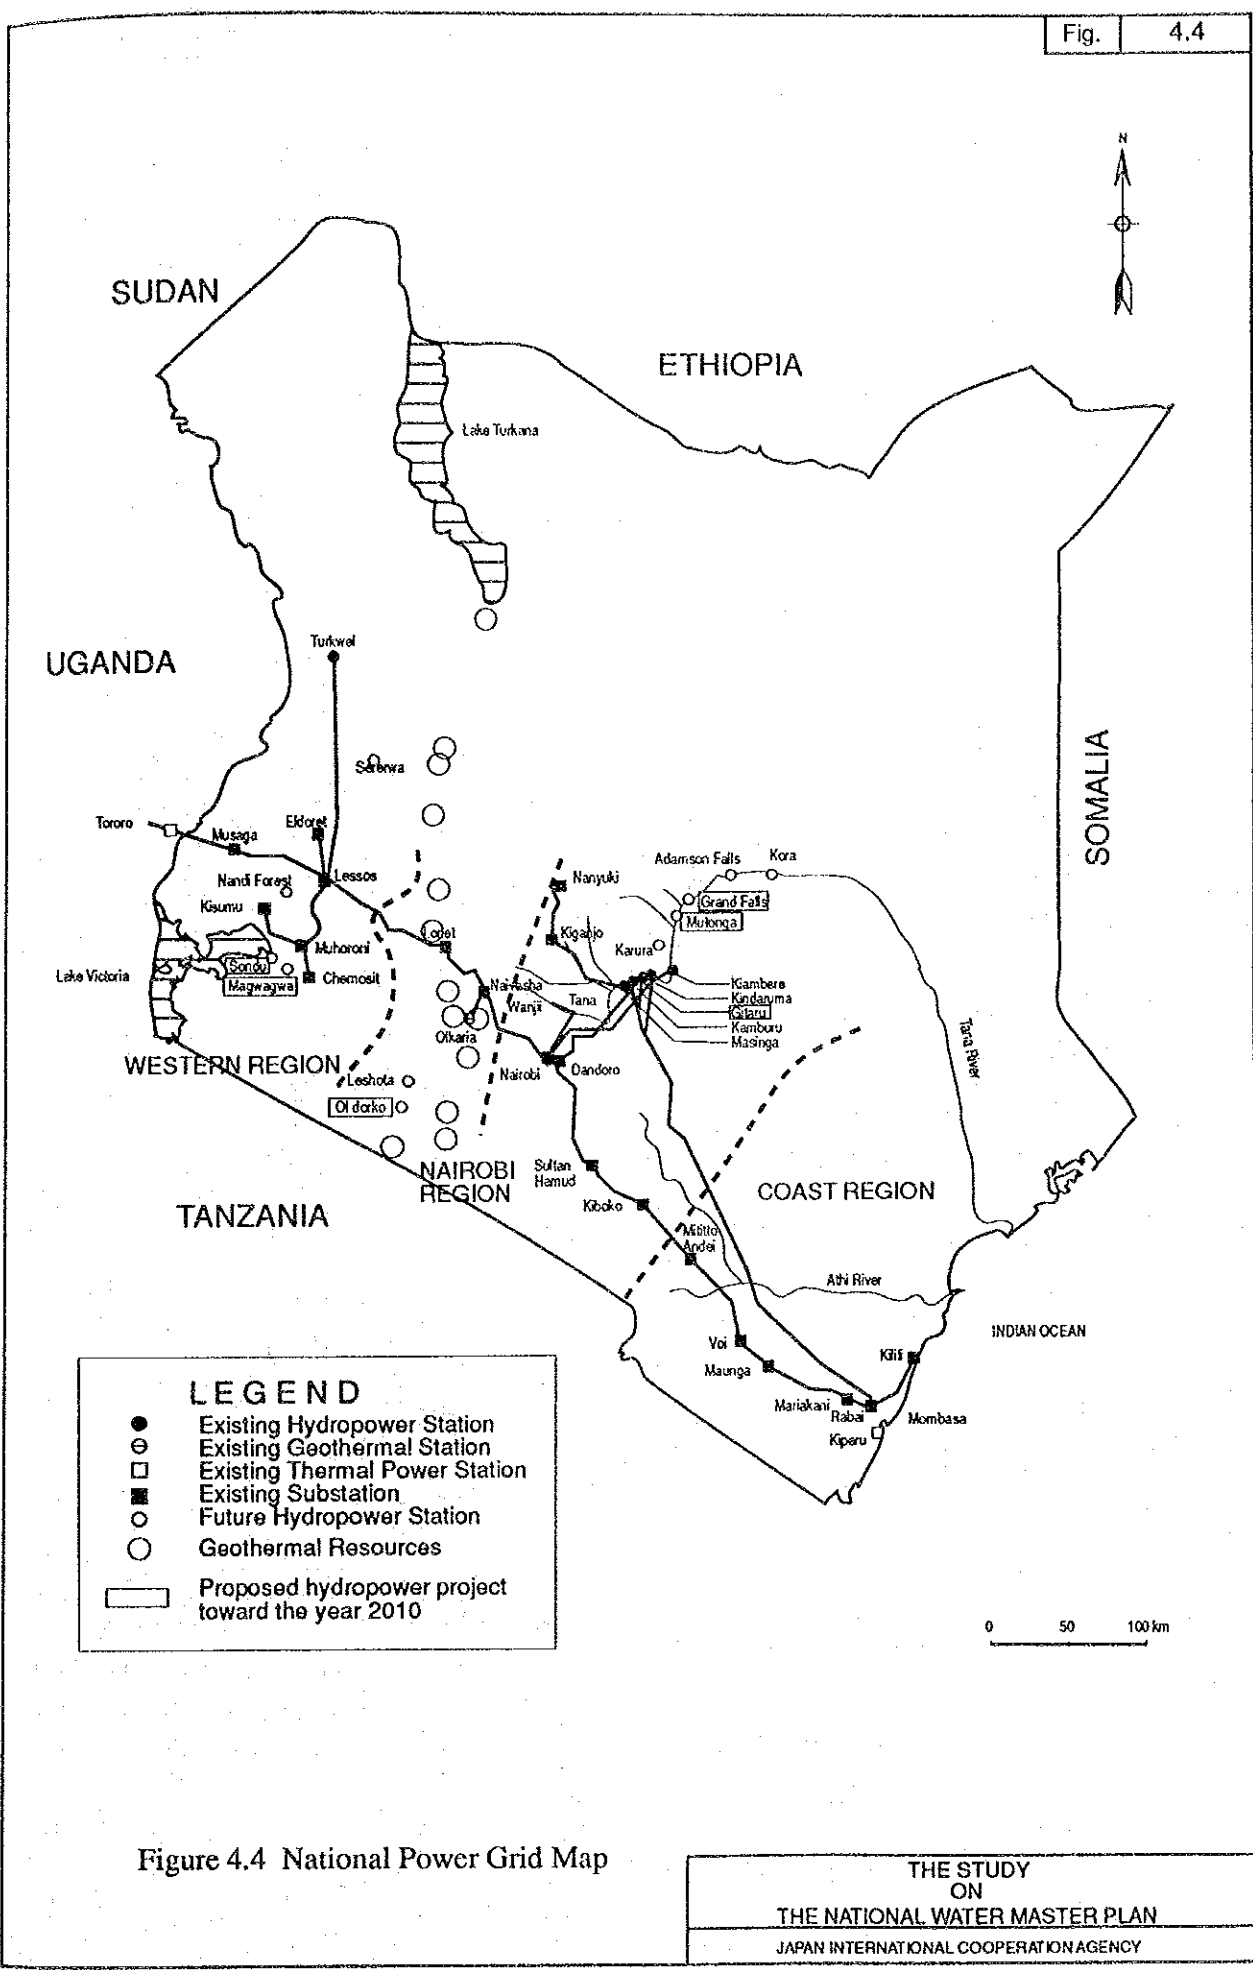 Fig. 4.4
N
SUDAN
ETHIOPIA
Lake Turkana
UGANDA
Turkwel
SOMALIA
Sererwa
Tororo
Musaga
Eldoret
Lessos
Nandi Forest
Kisumu
Muhoroni
Chemosit
Lake Victoria
Sondu
Magwagwa
Lanet
Naivasha
Olkaria
Wanjii
Tana
Nanyuki
Kiganjo
Adamson Falls
Kora
Grand Falls
Mutonga
Karura
Kiambere
Kindaruma
Gitaru
Kamburu
Masinga
Tana River
Nairobi
Dandoro
WESTERN REGION
Leshota
Ol dorko
NAIROBI
REGION
TANZANIA
Sultan
Hamud
Kiboko
COAST REGION
Mititto
Andei
Athi River
INDIAN OCEAN
Voi
Maunga
Mariakani
Rabai
Kilifi
Mombasa
Kiparu
LEGEND
Existing Hydropower Station
Existing Geothermal Station
Existing Thermal Power Station
Existing Substation
Future Hydropower Station
Geothermal Resources
Proposed hydropower project
toward the year 2010
0 50 100 km
Figure 4.4 National Power Grid Map
THE STUDY
ON
THE NATIONAL WATER MASTER PLAN
JAPAN INTERNATIONAL COOPERATION AGENCY